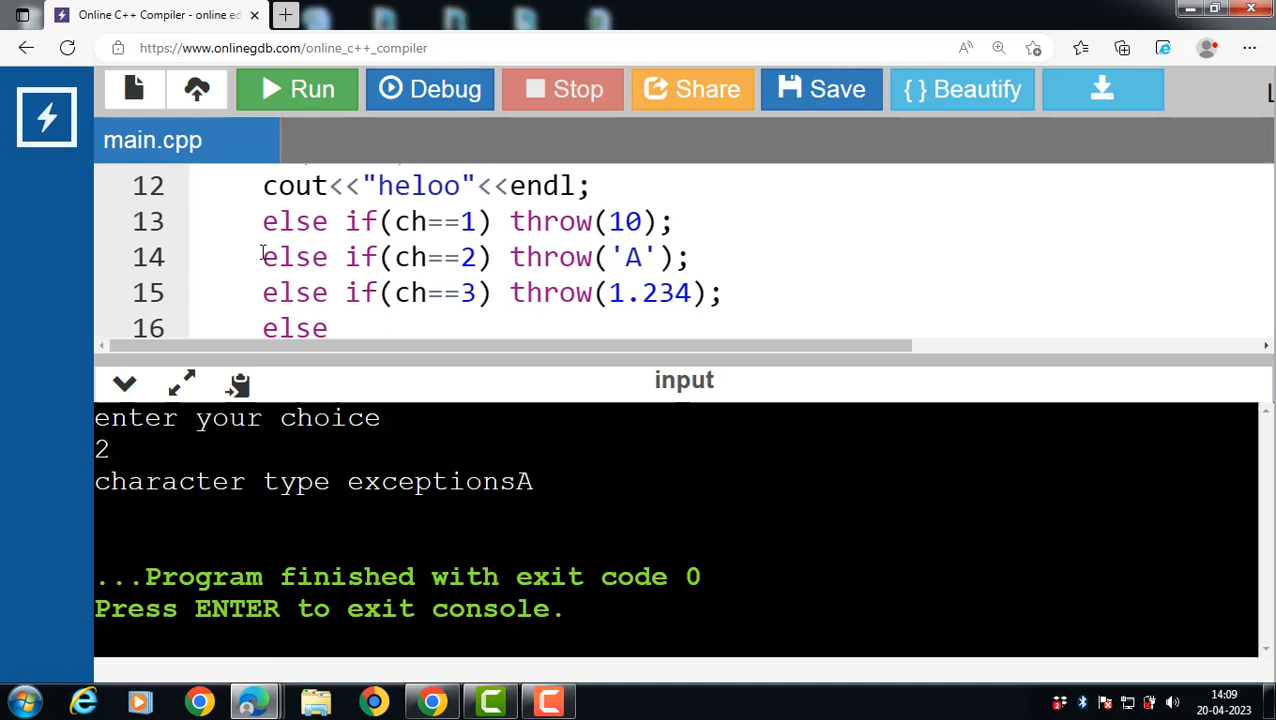 Online C++ Compiler - online ed
https://www.onlinegdb.com/online_c++_compiler
Run Debug Stop Share Save { } Beautify L
main.cpp
12 cout<<"heloo"<<endl;
13 else if(ch==1) throw(10);
14 else if(ch==2) throw('A');
15 else if(ch==3) throw(1.234);
16 else
input
enter your choice
2
character type exceptionsA
...Program finished with exit code 0
Press ENTER to exit console.
14:09
20-04-2023